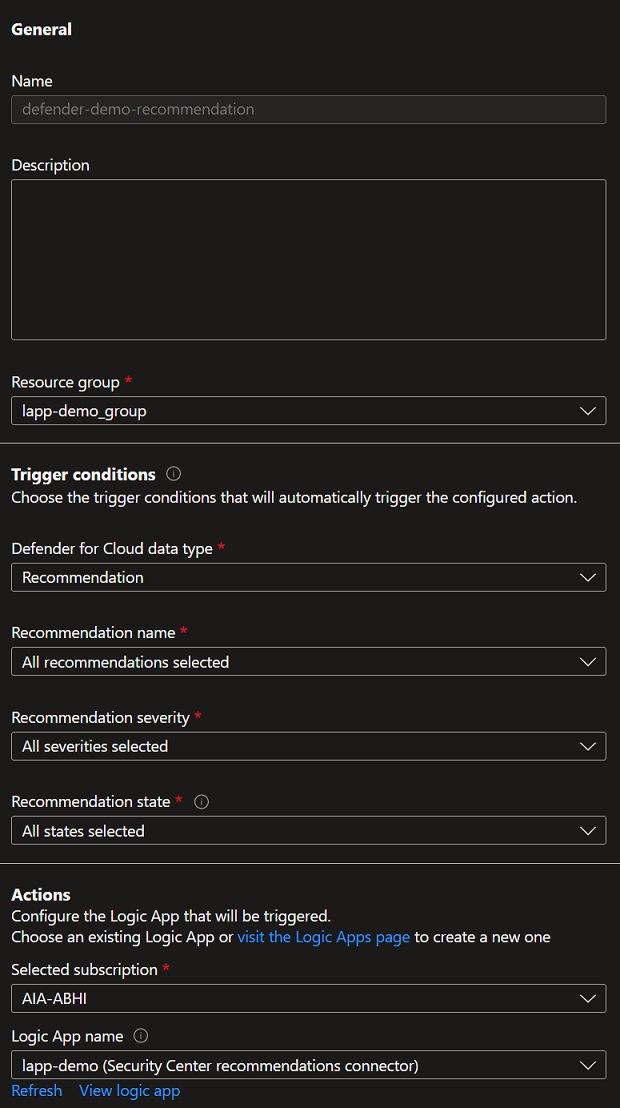 General
Name
defender-demo-recommendation
Description
Resource group *
lapp-demo_group
Trigger conditions
Choose the trigger conditions that will automatically trigger the configured action.
Defender for Cloud data type *
Recommendation
Recommendation name *
All recommendations selected
Recommendation severity *
All severities selected
Recommendation state *
All states selected
Actions
Configure the Logic App that will be triggered.
Choose an existing Logic App or visit the Logic Apps page to create a new one
Selected subscription *
AIA-ABHI
Logic App name
lapp-demo (Security Center recommendations connector)
Refresh View logic app